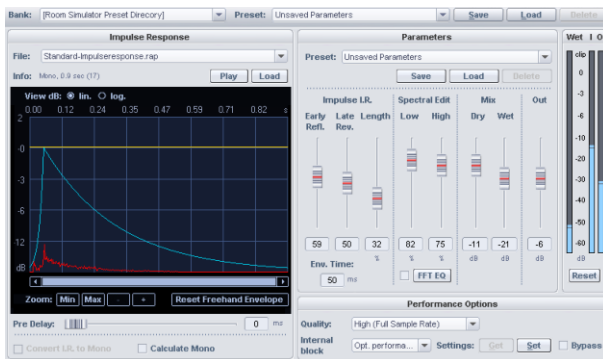 Bank: [Room Simulator Preset Direcory] Preset: Unsaved Parameters Save Load Delete
Impulse Response
File: Standard-Impulseresponse.rap
Info: Mono, 0.9 sec (17) Play Load
View dB: lin. log.
0.00 0.12 0.24 0.35 0.47 0.59 0.71 0.82 s
2
-0
-3
-6
-12
dB
Zoom: Min Max - + Reset Freehand Envelope
Pre Delay: 0 ms
Convert I.R. to Mono Calculate Mono
Parameters
Preset: Unsaved Parameters
Save Load Delete
Impulse I.R. Spectral Edit Mix Out
Early Refl. Late Rev. Length Low High Dry Wet
59 50 32 82 75 -11 -21 -6
% % dB dB dB
Env. Time:
50 ms FFT EQ
Performance Options
Quality: High (Full Sample Rate)
Internal block Opt. performa... Settings: Get Set Bypass
Wet I O
clip
0
-3
-6
-10
-20
-30
-40
-50
-60
Reset